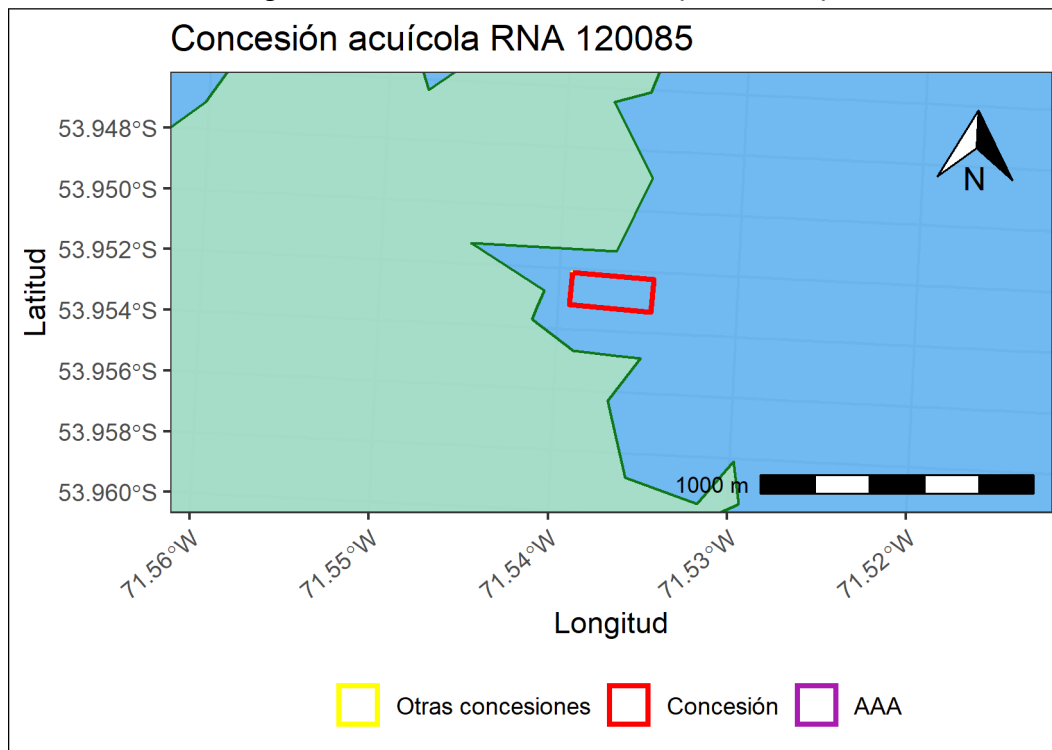 Concesión acuícola RNA 120085
53.948°S
53.950°S
53.952°S
53.954°S
53.956°S
53.958°S
53.960°S
Latitud
N
1000 m
71.56°W
71.55°W
71.54°W
71.53°W
71.52°W
Longitud
Otras concesiones
Concesión
AAA